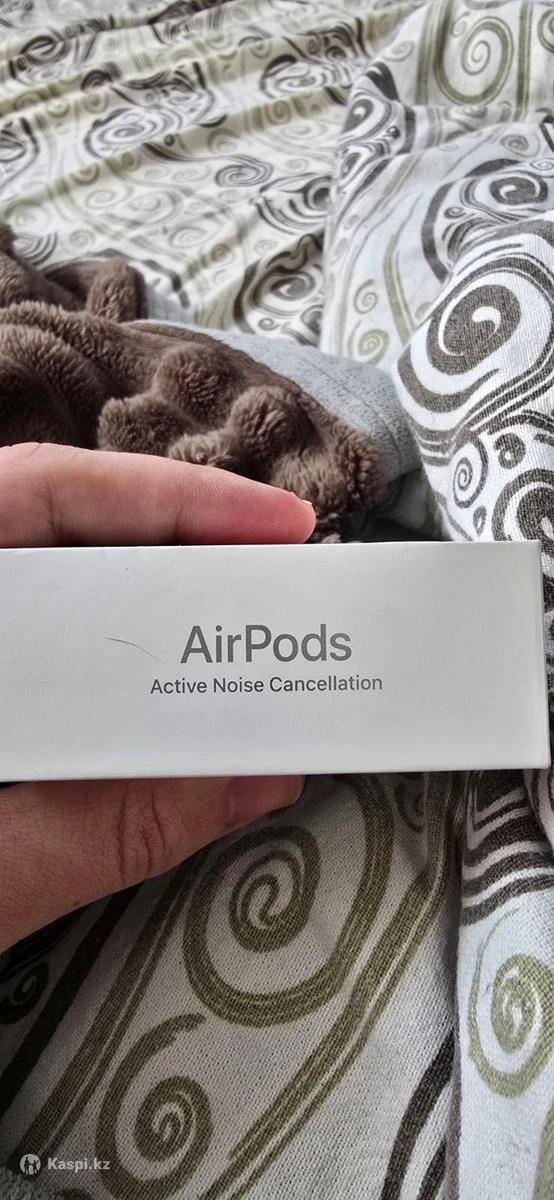 AirPods
Active Noise Cancellation
Kaspi.kz